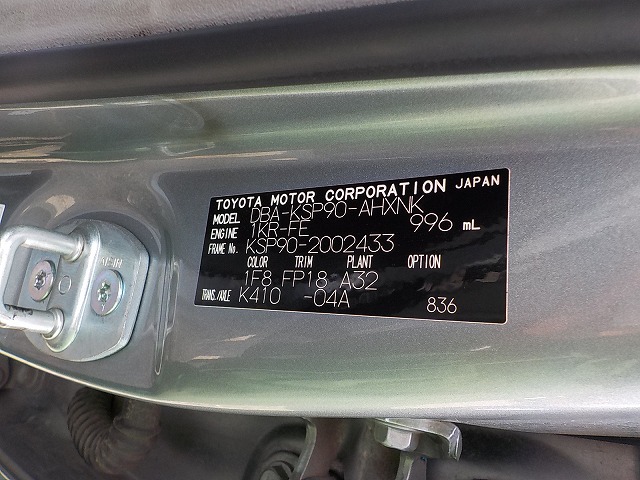 TOYOTA MOTOR CORPORATION JAPAN
MODEL DBA-KSP90-AHXNK
ENGINE 1KR-FE 996 mL
FRAME No. KSP90-2002433
COLOR TRIM PLANT OPTION
1F8 FP18 A32
TRANS./AXLE K410 -04A 836
AISIN